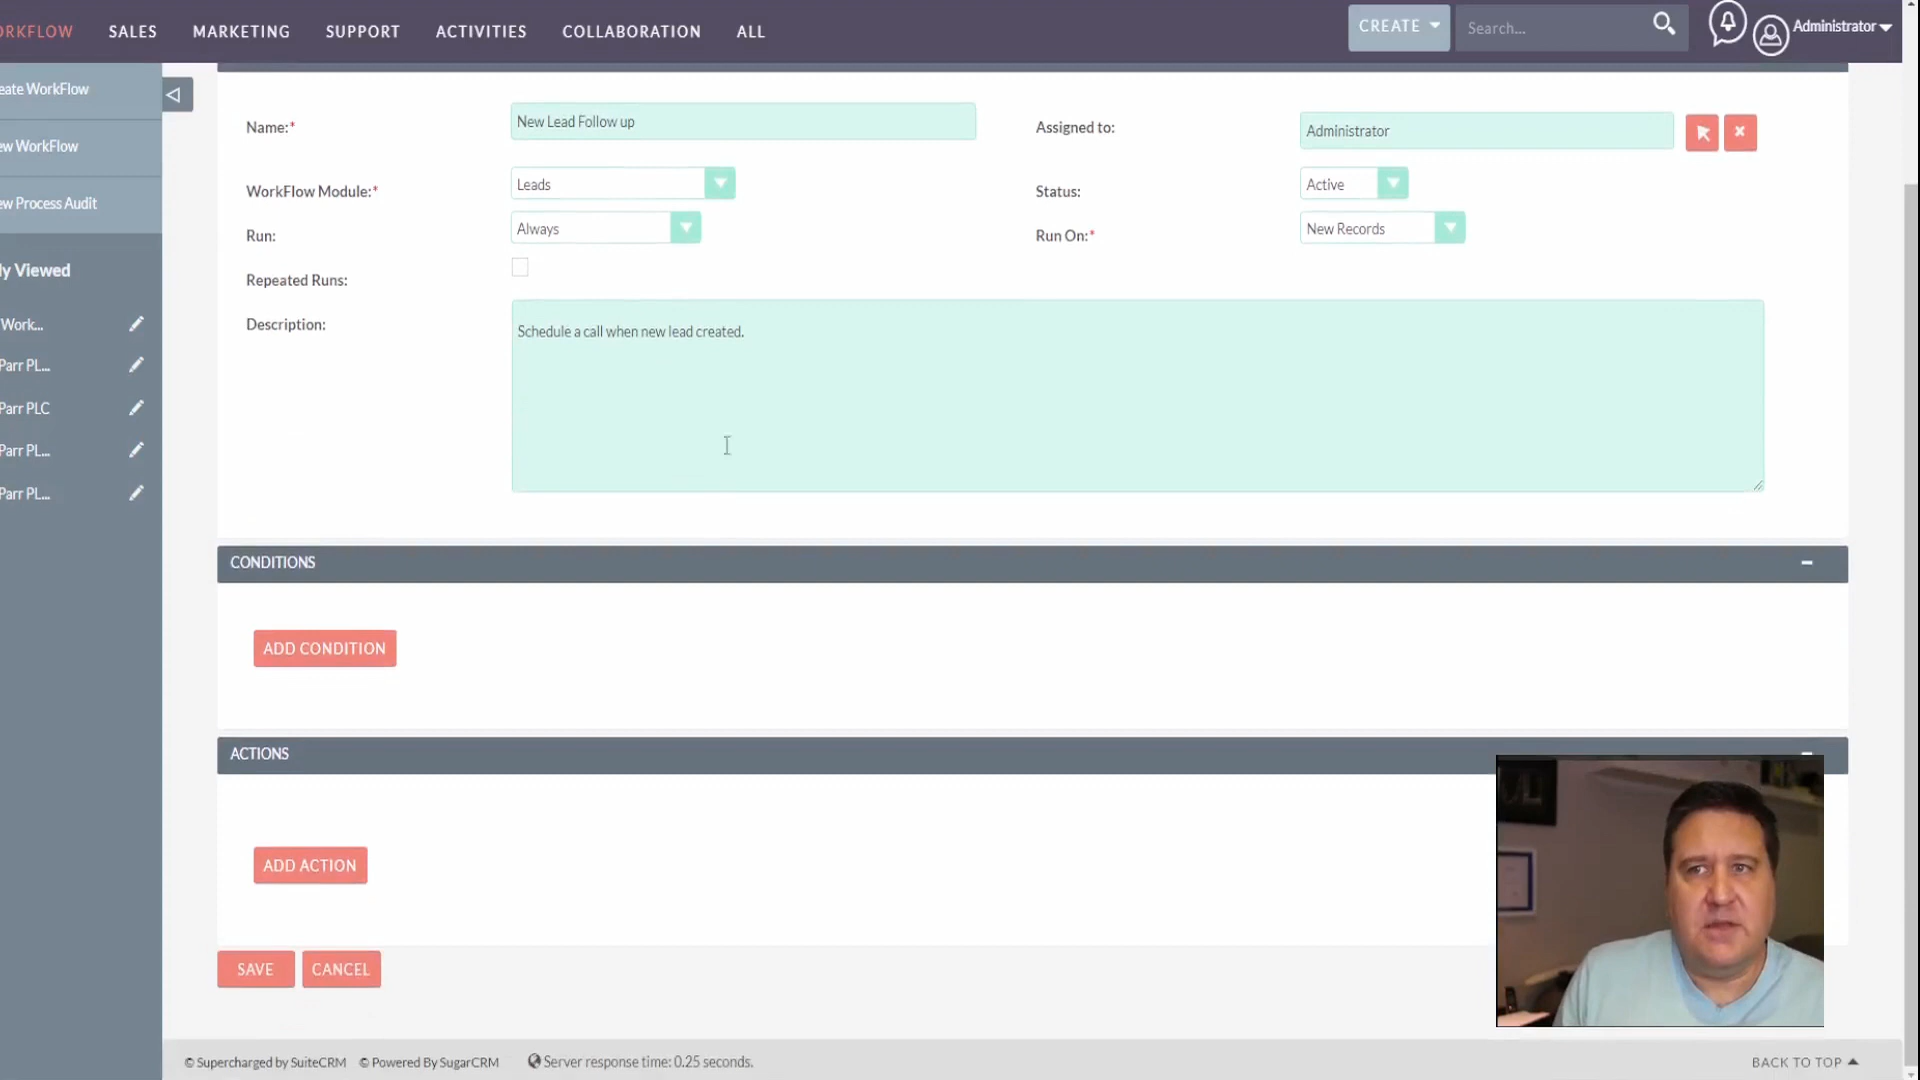 ORKFLOW SALES MARKETING SUPPORT ACTIVITIES COLLABORATION ALL CREATE Search... Administrator
eate WorkFlow
ew WorkFlow
ew Process Audit
ly Viewed
Work...
Parr PL...
Parr PLC
Parr PL...
Parr PL...
Name:* New Lead Follow up Assigned to: Administrator
WorkFlow Module:* Leads Status: Active
Run: Always Run On:* New Records
Repeated Runs:
Description: Schedule a call when new lead created.
CONDITIONS
ADD CONDITION
ACTIONS
ADD ACTION
SAVE CANCEL
© Supercharged by SuiteCRM © Powered By SugarCRM Server response time: 0.25 seconds. BACK TO TOP